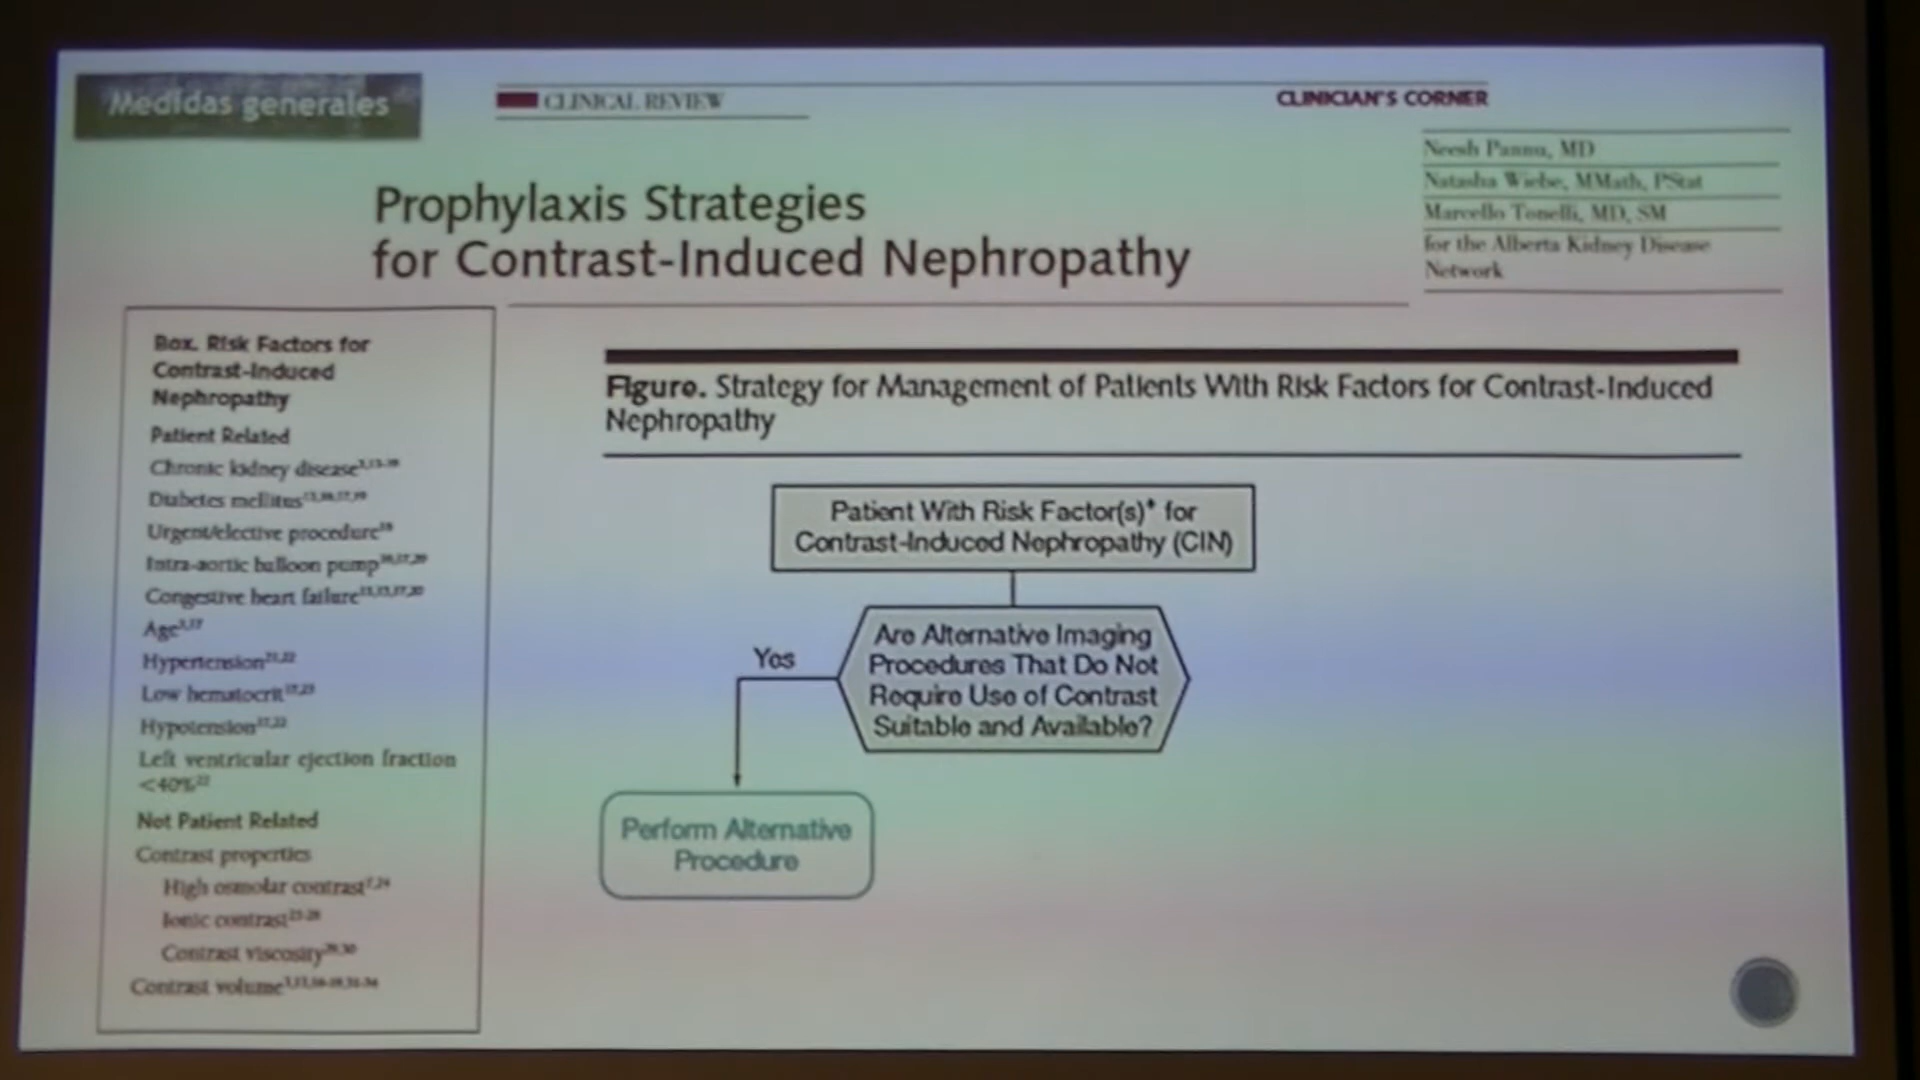 Medidas generales
CLINICAL REVIEW
CLINICIAN'S CORNER
Prophylaxis Strategies
for Contrast-Induced Nephropathy
Neesh Pannu, MD
Natasha Wiebe, MMath, PStat
Marcello Tonelli, MD, SM
for the Alberta Kidney Disease
Network
Box. Risk Factors for
Contrast-Induced
Nephropathy
Patient Related
Chronic kidney disease
Diabetes mellitus
Urgent/elective procedure
Intra-aortic balloon pump
Congestive heart failure
Age
Hypertension
Low hematocrit
Hypotension
Left ventricular ejection fraction
<40%
Not Patient Related
Contrast properties
High osmolar contrast
Ionic contrast
Contrast viscosity
Contrast volume
Figure. Strategy for Management of Patients With Risk Factors for Contrast-Induced
Nephropathy
Patient With Risk Factor(s)* for
Contrast-Induced Nephropathy (CIN)
Are Alternative Imaging
Procedures That Do Not
Require Use of Contrast
Suitable and Available?
Yes
Perform Alternative
Procedure